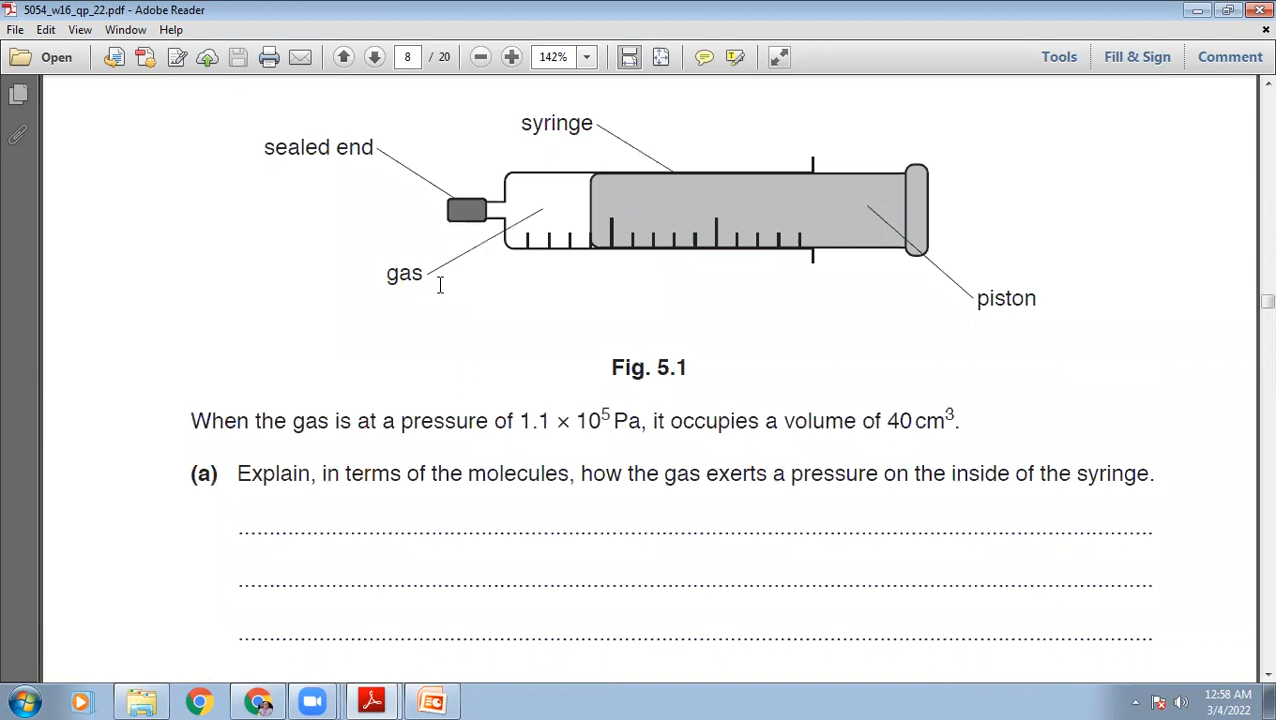 5054_w16_qp_22.pdf - Adobe Reader
File Edit View Window Help
Open 8 / 20 142% Tools Fill & Sign Comment
syringe
sealed end
gas
piston
Fig. 5.1
When the gas is at a pressure of 1.1 × 10⁵ Pa, it occupies a volume of 40 cm³.
(a) Explain, in terms of the molecules, how the gas exerts a pressure on the inside of the syringe.
12:58 AM
3/4/2022